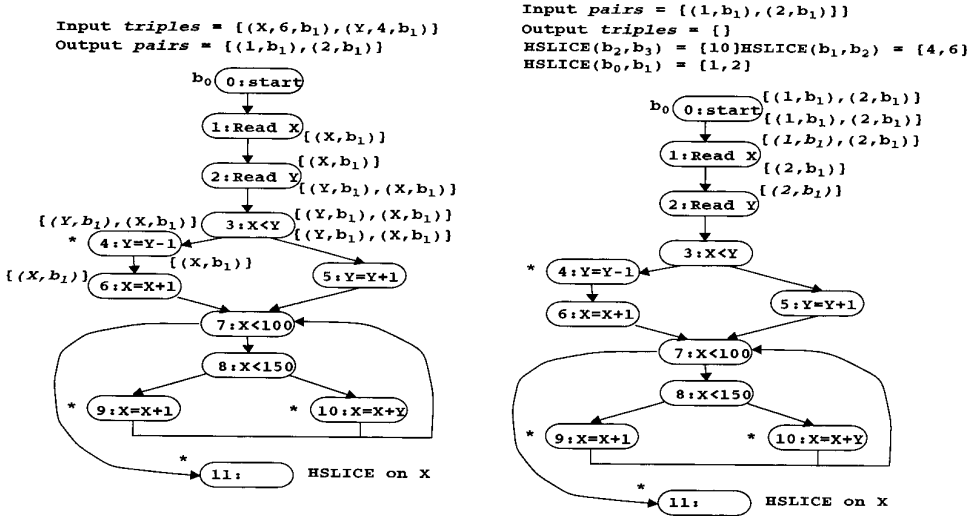 Input triples = [(X,6,b1),(Y,4,b1)]
Output pairs = [(1,b1),(2,b1)]
b0 0:start
1:Read X
[(X,b1)]
[(X,b1)]
2:Read Y
[(Y,b1),(X,b1)]
[(Y,b1),(X,b1)]
3:X<Y
[(Y,b1),(X,b1)]
[(Y,b1),(X,b1)]
* 4:Y=Y-1
[(X,b1)]
5:Y=Y+1
[(X,b1)]
6:X=X+1
7:X<100
8:X<150
* 9:X=X+1
* 10:X=X+Y
*
11:
HSLICE on X
Input pairs = [(1,b1),(2,b1)]]
Output triples = []
HSLICE(b2,b3) = [10]HSLICE(b1,b2) = [4,6]
HSLICE(b0,b1) = [1,2]
b0 0:start
[(1,b1),(2,b1)]
[(1,b1),(2,b1)]
[(1,b1),(2,b1)]
1:Read X
[(2,b1)]
[(2,b1)]
2:Read Y
3:X<Y
* 4:Y=Y-1
5:Y=Y+1
6:X=X+1
7:X<100
8:X<150
* 9:X=X+1
* 10:X=X+Y
*
11:
HSLICE on X